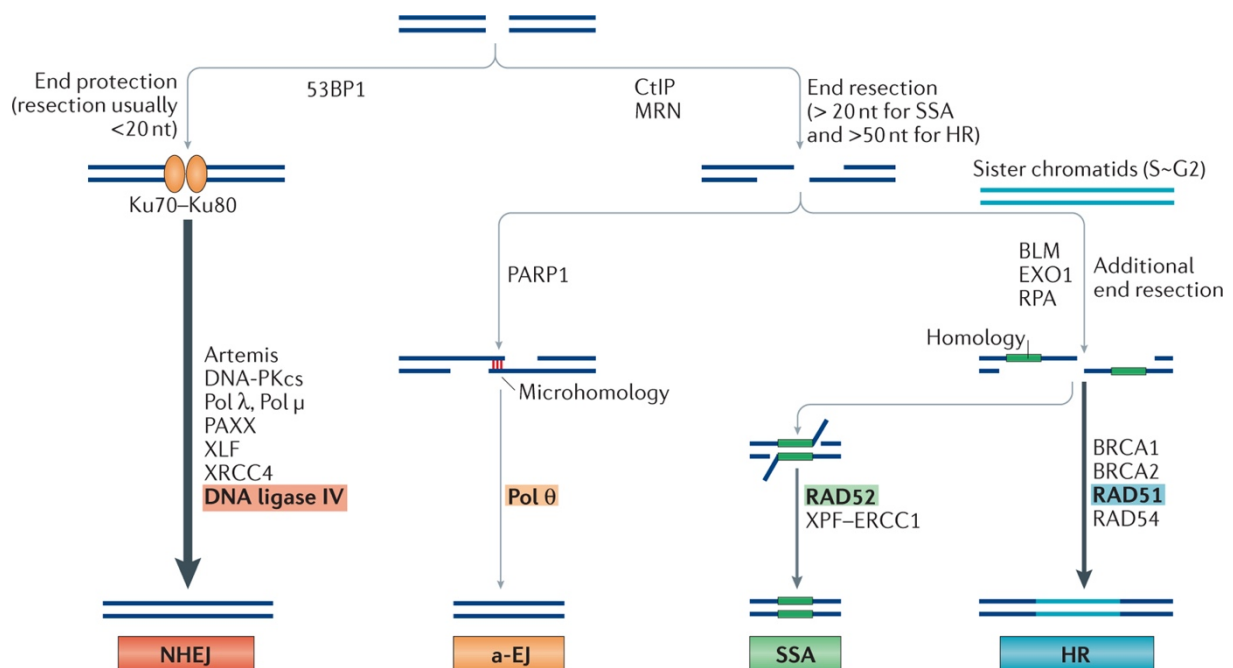 End protection
(resection usually
<20 nt)
53BP1
CtIP
MRN
End resection
(> 20 nt for SSA
and >50 nt for HR)
Ku70–Ku80
Sister chromatids (S~G2)
PARP1
BLM
EXO1
RPA
Additional
end resection
Homology
Microhomology
Artemis
DNA-PKcs
Pol λ, Pol μ
PAXX
XLF
XRCC4
DNA ligase IV
Pol θ
RAD52
XPF–ERCC1
BRCA1
BRCA2
RAD51
RAD54
NHEJ
a-EJ
SSA
HR